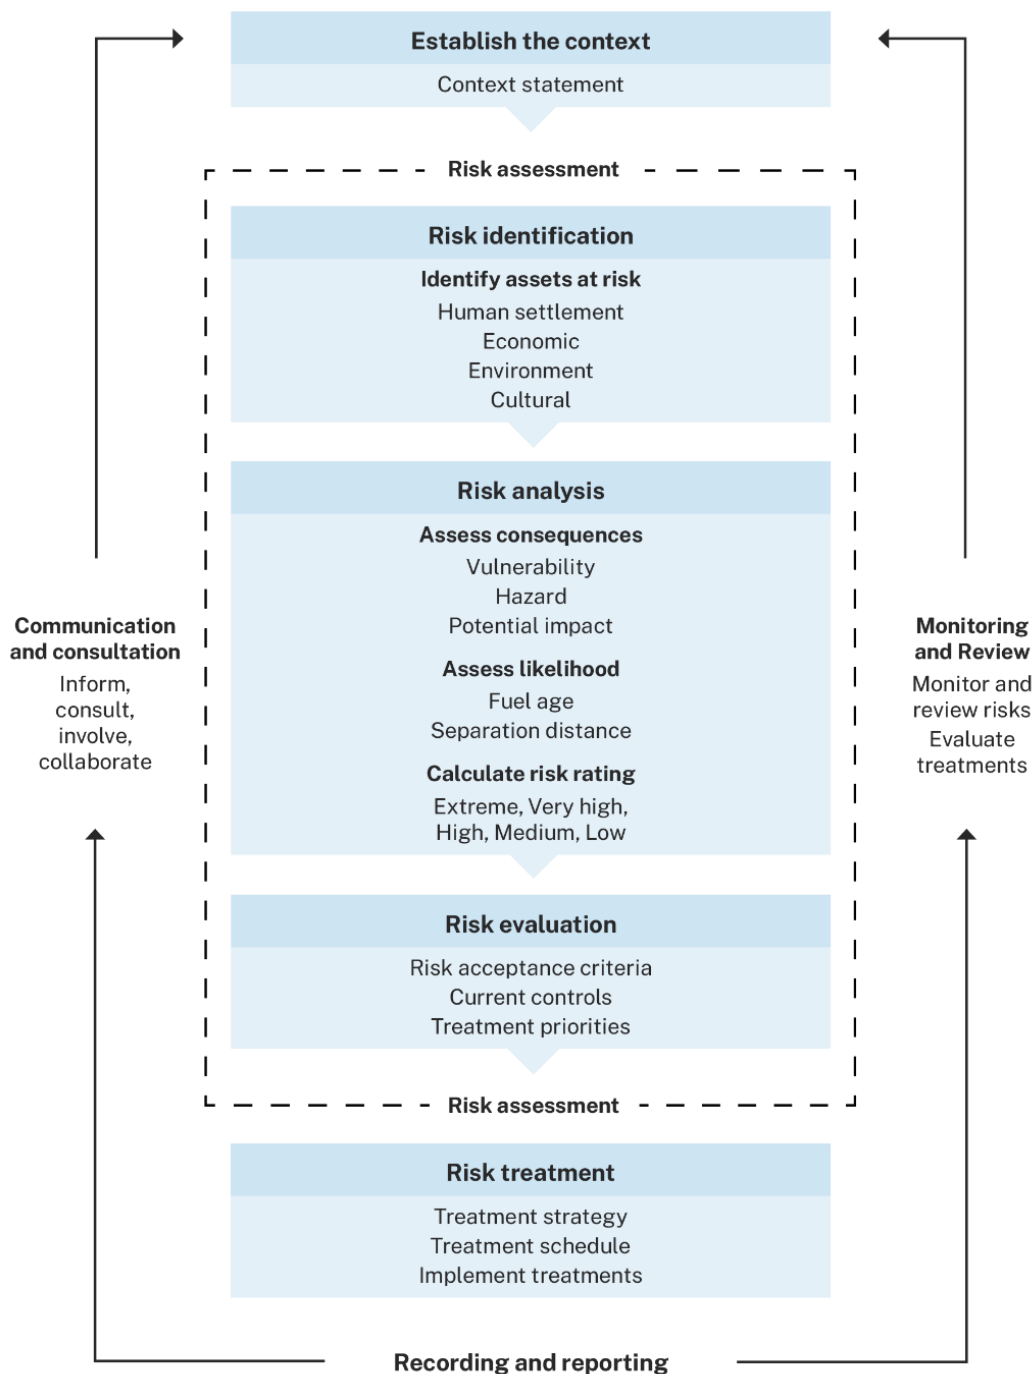 Establish the context
Context statement
Risk assessment
Risk identification
Identify assets at risk
Human settlement
Economic
Environment
Cultural
Risk analysis
Assess consequences
Vulnerability
Hazard
Potential impact
Assess likelihood
Fuel age
Separation distance
Calculate risk rating
Extreme, Very high,
High, Medium, Low
Risk evaluation
Risk acceptance criteria
Current controls
Treatment priorities
Risk assessment
Risk treatment
Treatment strategy
Treatment schedule
Implement treatments
Communication
and consultation
Inform,
consult,
involve,
collaborate
Monitoring
and Review
Monitor and
review risks
Evaluate
treatments
Recording and reporting